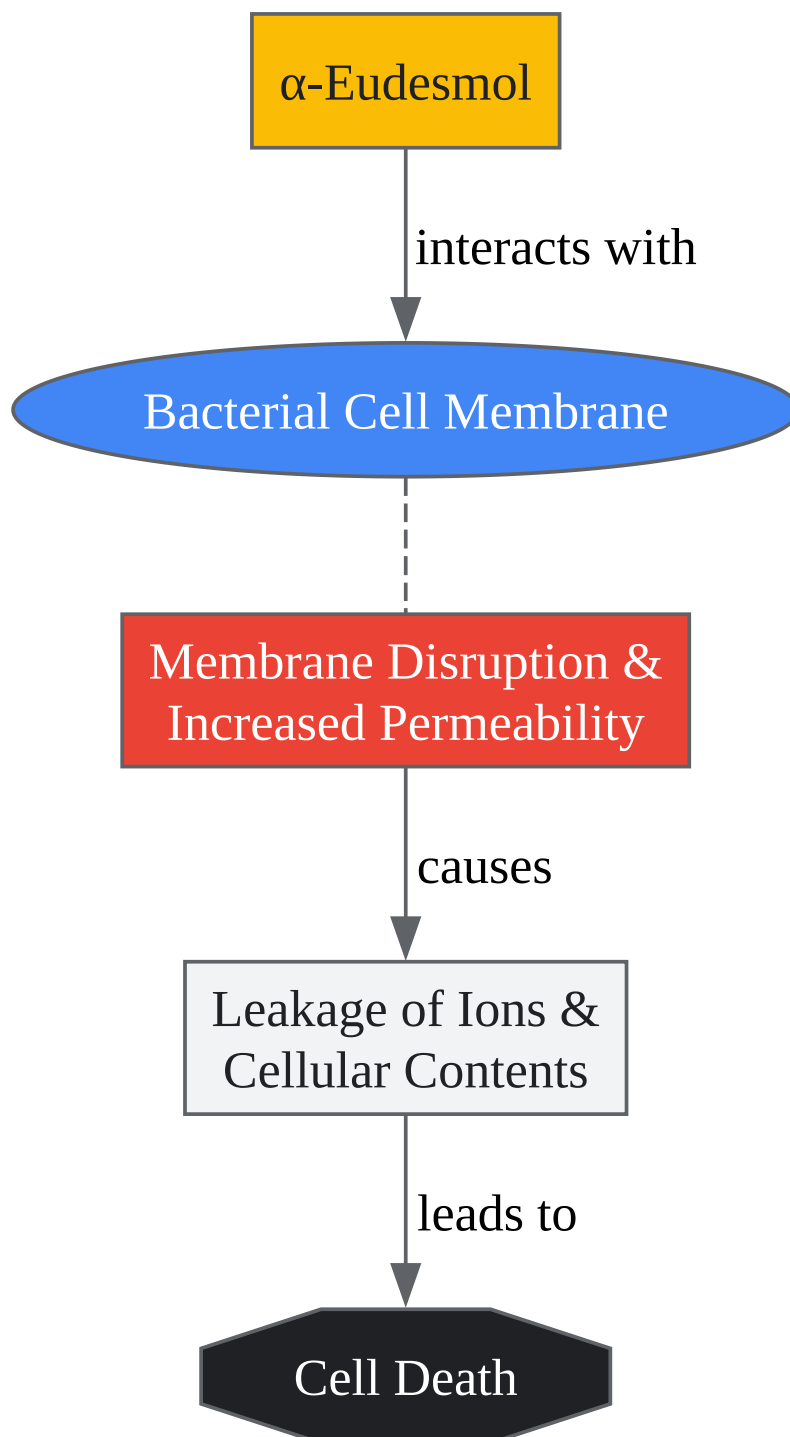 α-Eudesmol
interacts with
Bacterial Cell Membrane
Membrane Disruption &
Increased Permeability
causes
Leakage of Ions &
Cellular Contents
leads to
Cell Death